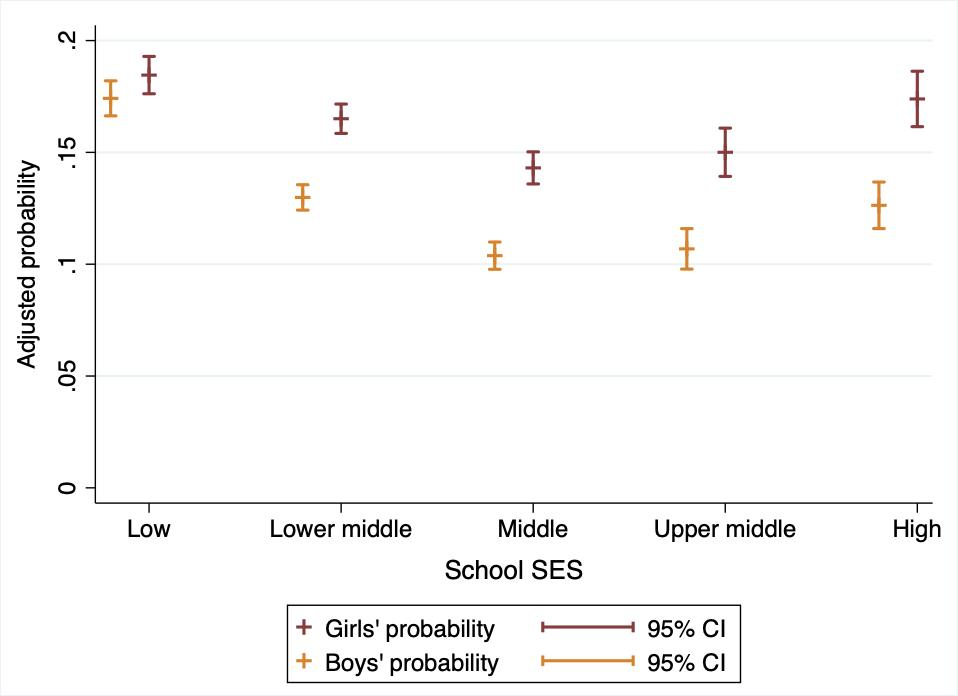 .2
.15
.1
.05
0
Adjusted probability
Low Lower middle Middle Upper middle High
School SES
Girls' probability 95% CI
Boys' probability 95% CI